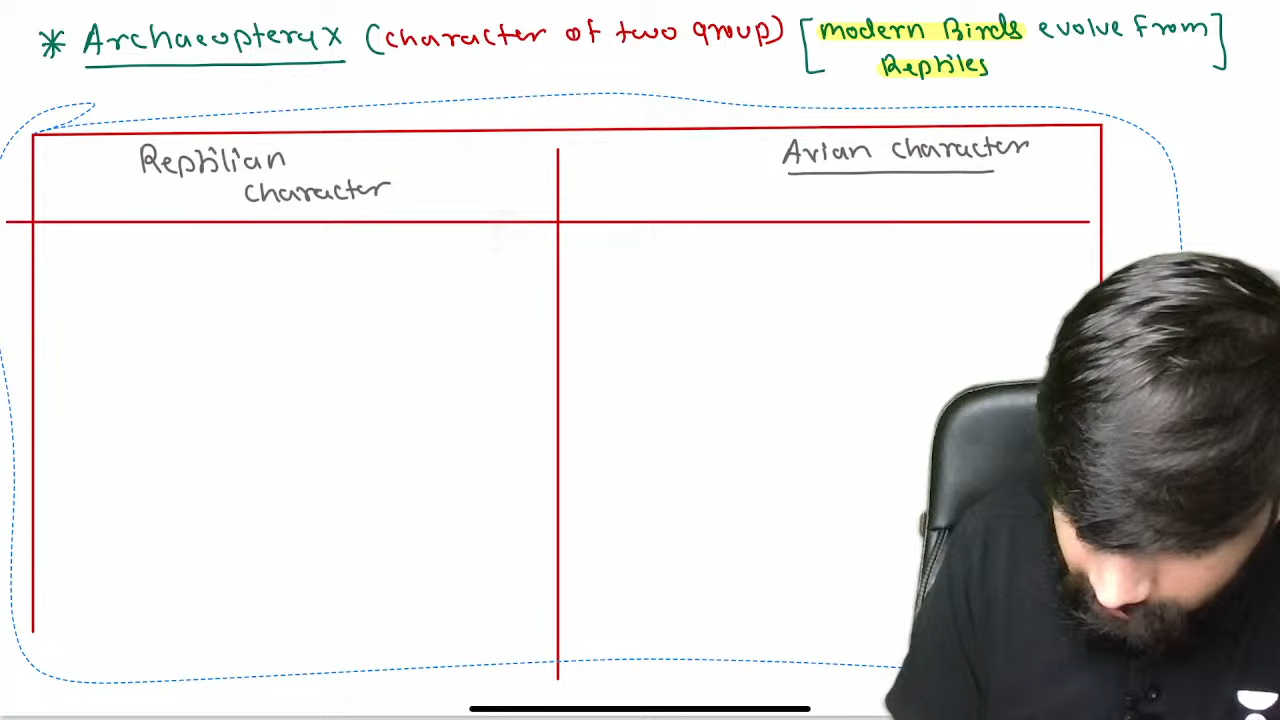 * Archaeopteryx (character of two group) [modern Birds evolve from
Reptiles]
Reptilian
character
Avian character